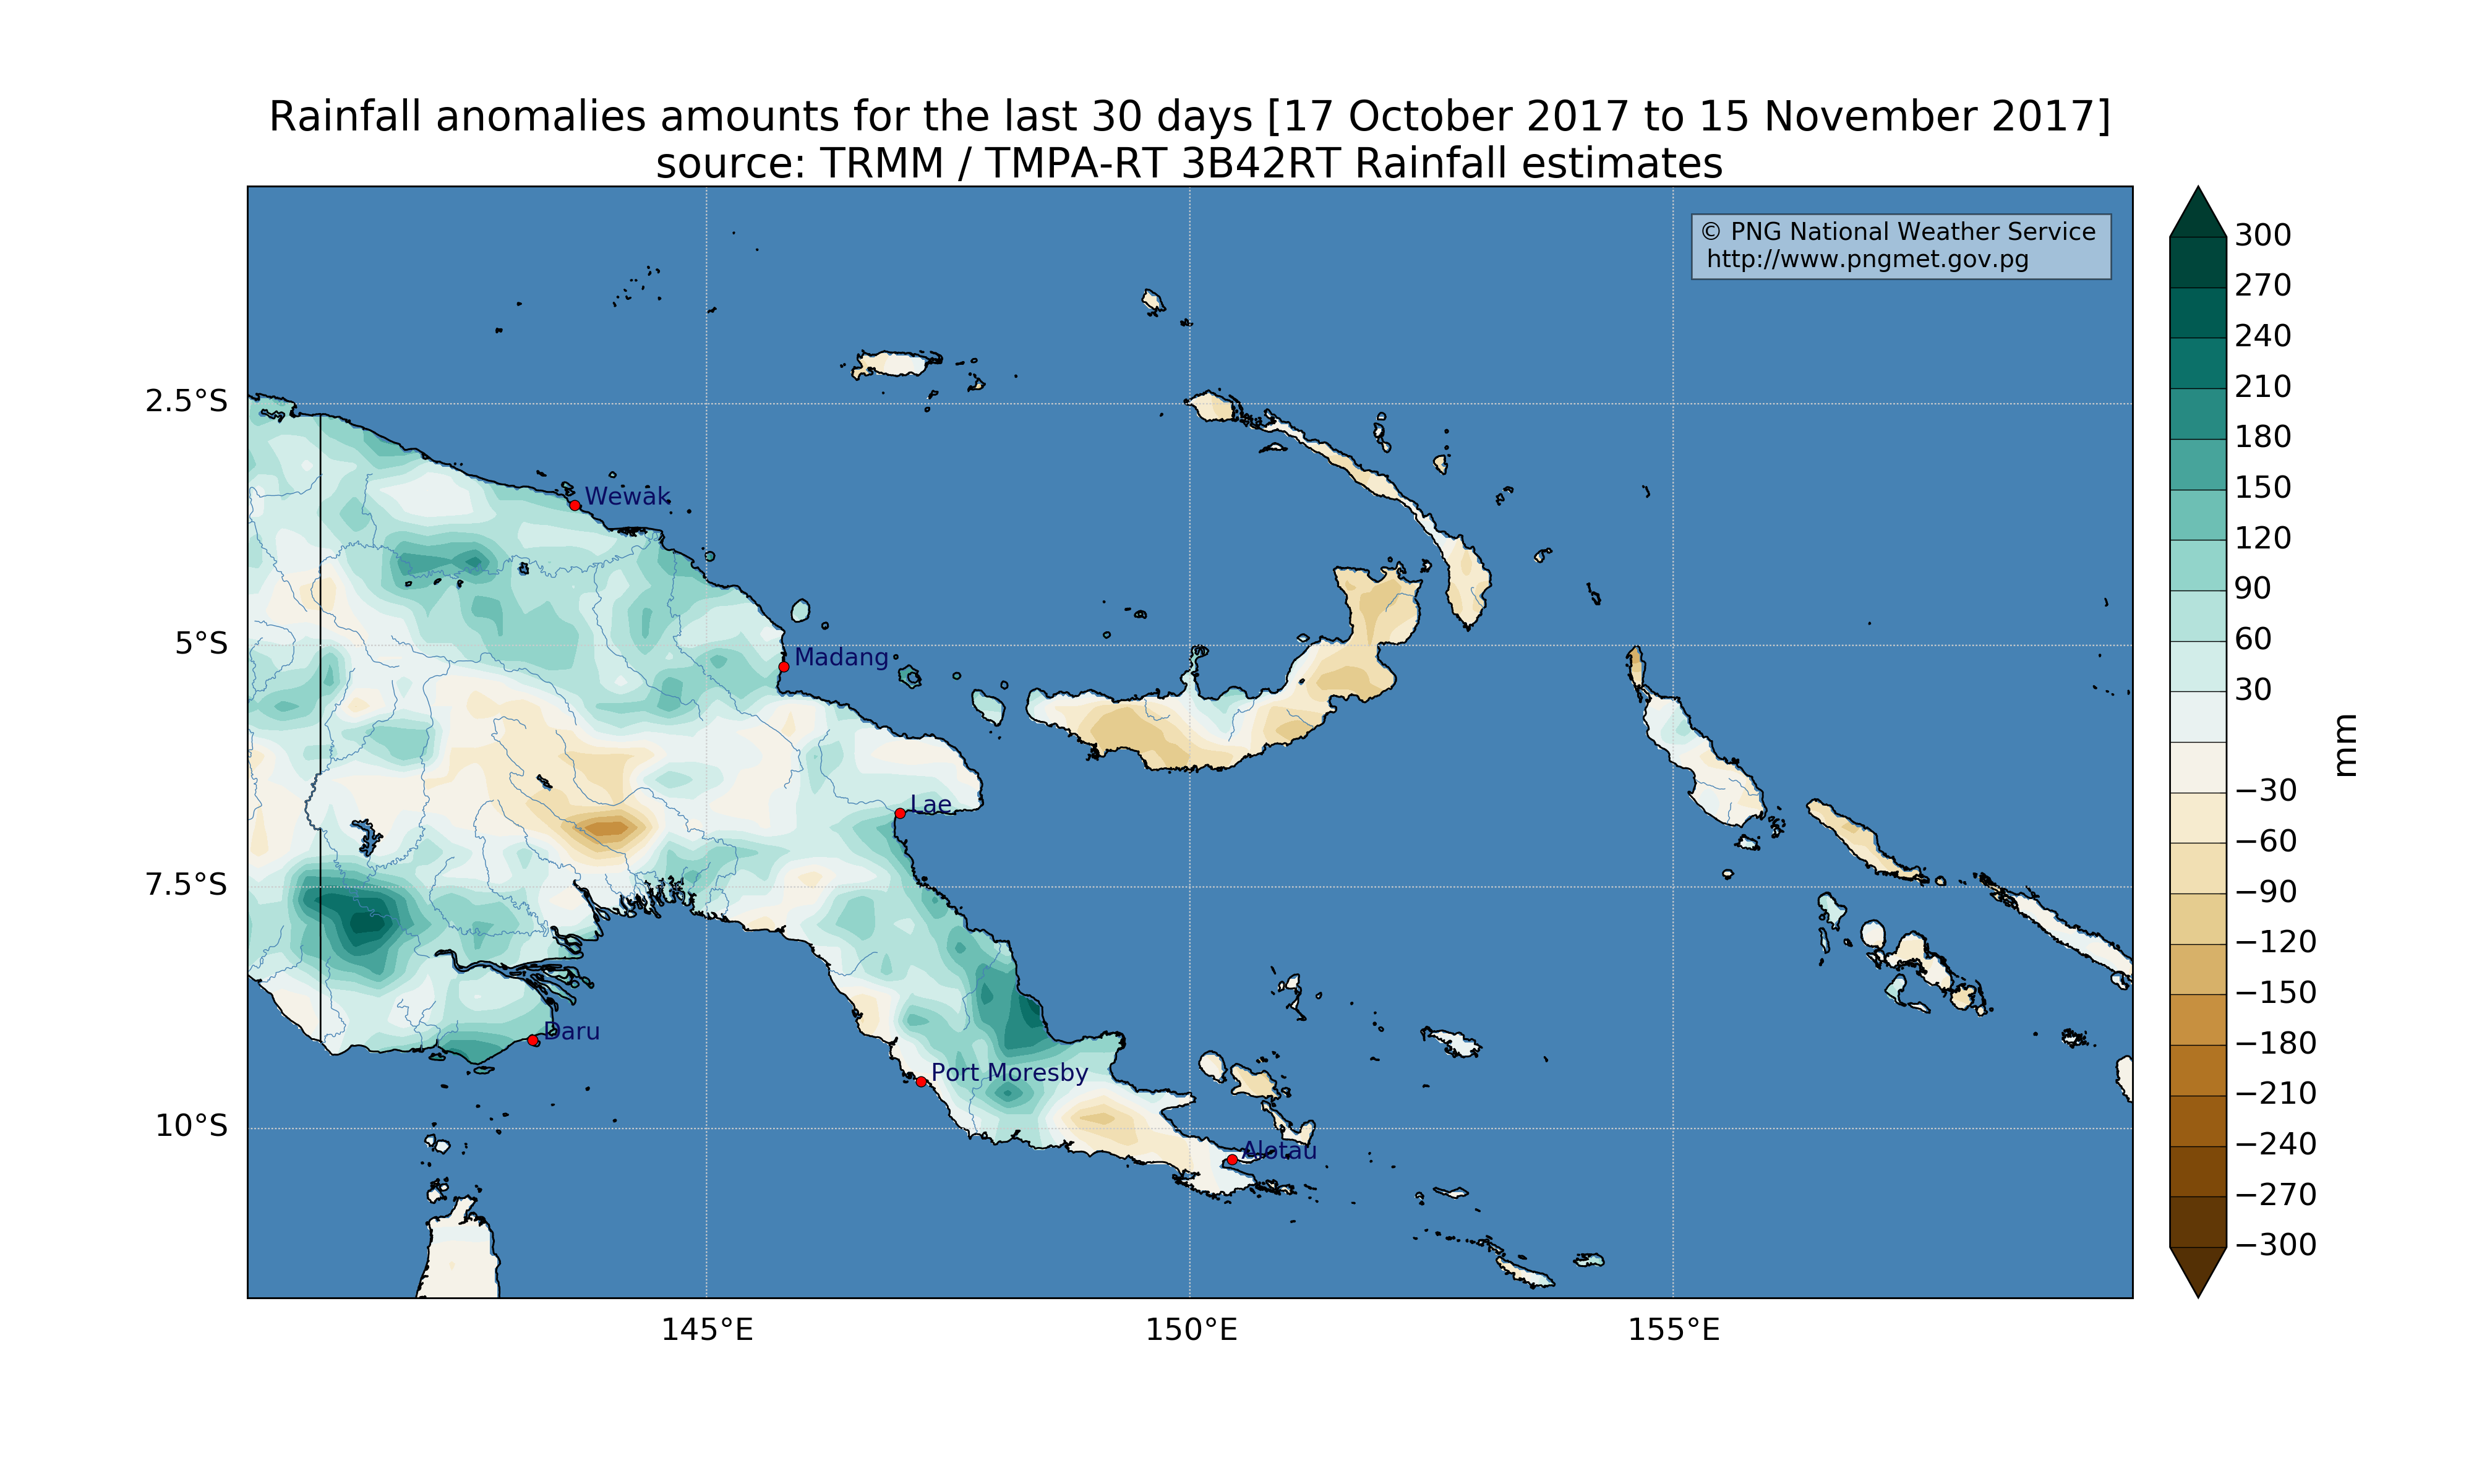 Rainfall anomalies amounts for the last 30 days [17 October 2017 to 15 November 2017]
source: TRMM / TMPA-RT 3B42RT Rainfall estimates
© PNG National Weather Service
http://www.pngmet.gov.pg
2.5°S
5°S
7.5°S
10°S
Wewak
Madang
Lae
Daru
Port Moresby
Alotau
145°E
150°E
155°E
300
270
240
210
180
150
120
90
60
30
−30
−60
−90
−120
−150
−180
−210
−240
−270
−300
mm